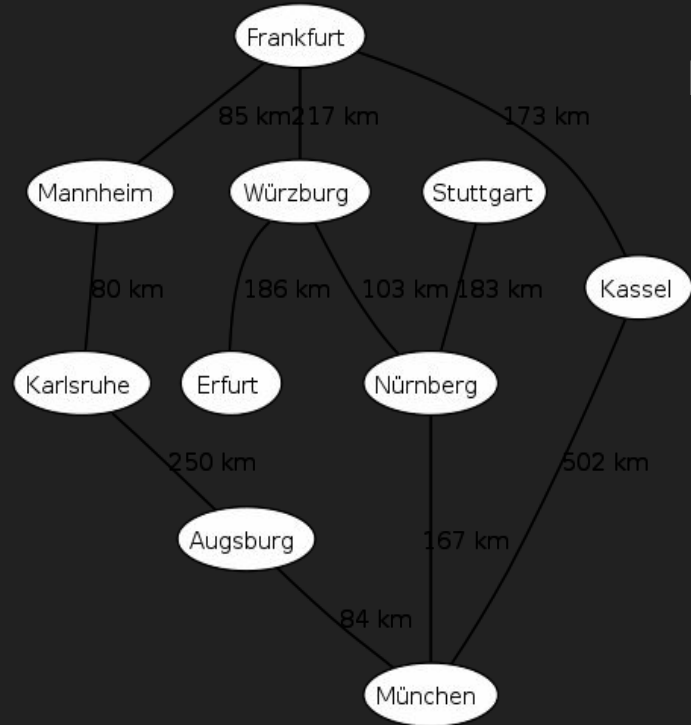 Frankfurt
85 km
217 km
173 km
Mannheim
Würzburg
Stuttgart
Kassel
80 km
186 km
103 km
183 km
Karlsruhe
Erfurt
Nürnberg
250 km
502 km
Augsburg
167 km
84 km
München